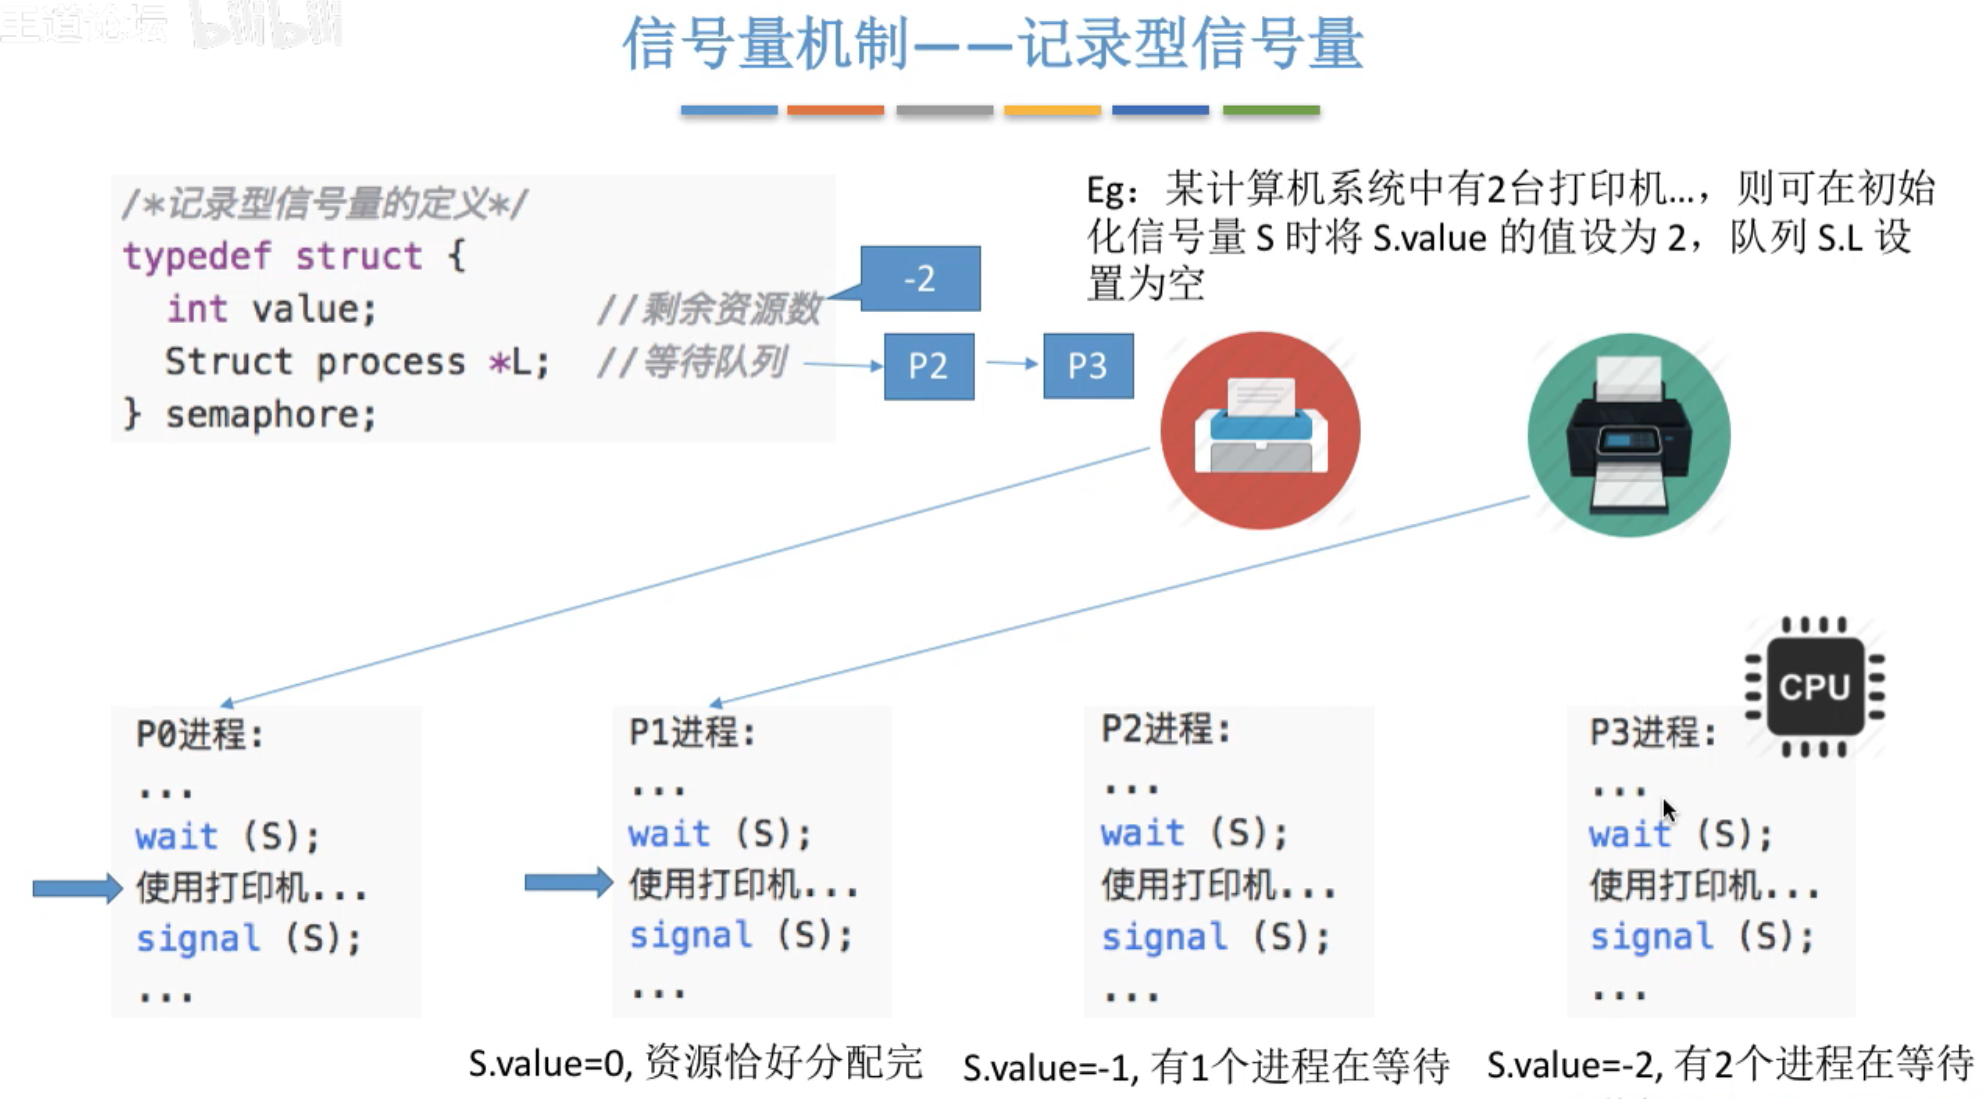 王道论坛 bilibili
信号量机制——记录型信号量
/*记录型信号量的定义*/
typedef struct {
int value; //剩余资源数
Struct process *L; //等待队列
} semaphore;
-2
P2
P3
Eg：某计算机系统中有2台打印机...，则可在初始
化信号量 S 时将 S.value 的值设为 2，队列 S.L 设
置为空
CPU
P0进程:
...
wait (S);
使用打印机...
signal (S);
...
P1进程:
...
wait (S);
使用打印机...
signal (S);
...
S.value=0, 资源恰好分配完
P2进程:
...
wait (S);
使用打印机...
signal (S);
...
S.value=-1, 有1个进程在等待
P3进程:
...
wait (S);
使用打印机...
signal (S);
...
S.value=-2, 有2个进程在等待